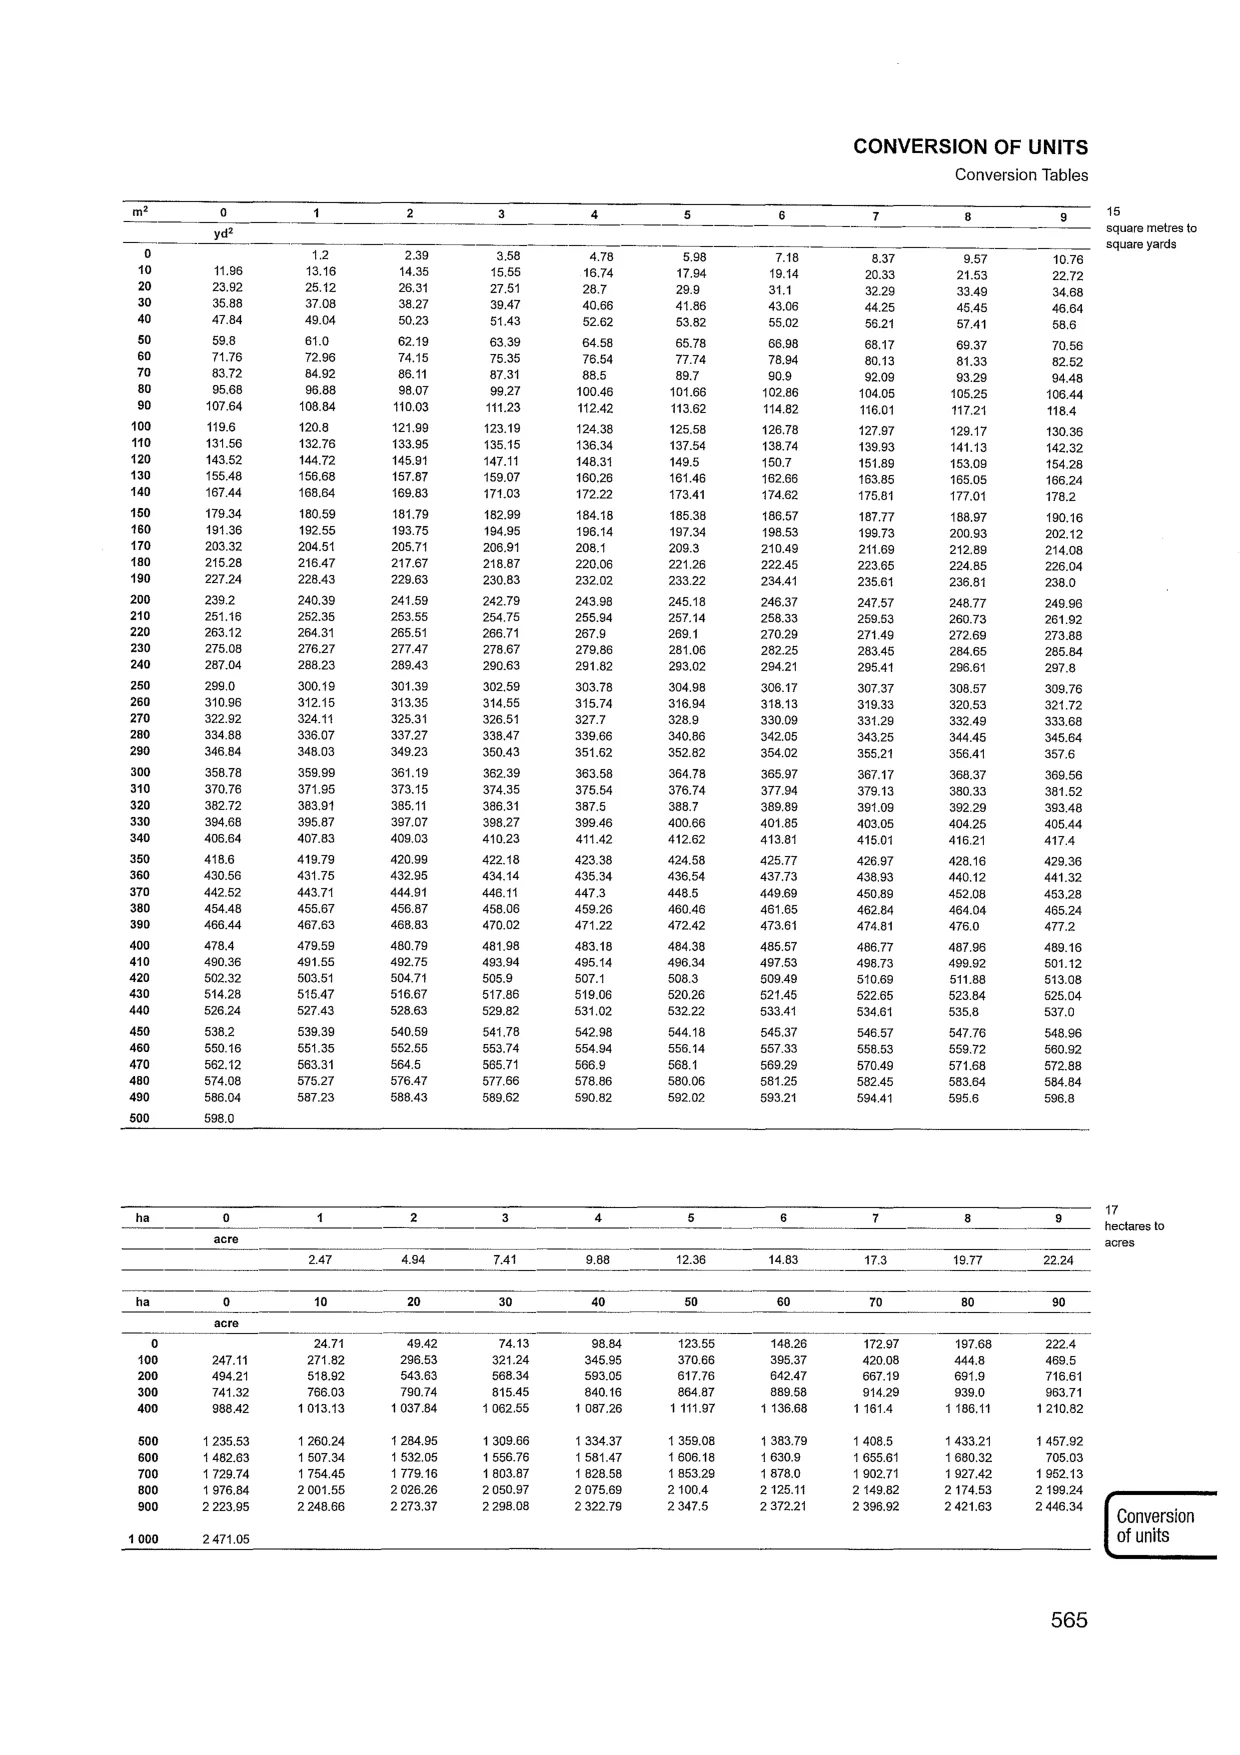 CONVERSION OF UNITS
Conversion Tables
m² 0 1 2 3 4 5 6 7 8 9
yd²
15
square metres to
square yards
0 1.2 2.39 3.58 4.78 5.98 7.18 8.37 9.57 10.76
10 11.96 13.16 14.35 15.55 16.74 17.94 19.14 20.33 21.53 22.72
20 23.92 25.12 26.31 27.51 28.7 29.9 31.1 32.29 33.49 34.68
30 35.88 37.08 38.27 39.47 40.66 41.86 43.06 44.25 45.45 46.64
40 47.84 49.04 50.23 51.43 52.62 53.82 55.02 56.21 57.41 58.6
50 59.8 61.0 62.19 63.39 64.58 65.78 66.98 68.17 69.37 70.56
60 71.76 72.96 74.15 75.35 76.54 77.74 78.94 80.13 81.33 82.52
70 83.72 84.92 86.11 87.31 88.5 89.7 90.9 92.09 93.29 94.48
80 95.68 96.88 98.07 99.27 100.46 101.66 102.86 104.05 105.25 106.44
90 107.64 108.84 110.03 111.23 112.42 113.62 114.82 116.01 117.21 118.4
100 119.6 120.8 121.99 123.19 124.38 125.58 126.78 127.97 129.17 130.36
110 131.56 132.76 133.95 135.15 136.34 137.54 138.74 139.93 141.13 142.32
120 143.52 144.72 145.91 147.11 148.31 149.5 150.7 151.89 153.09 154.28
130 155.48 156.68 157.87 159.07 160.26 161.46 162.66 163.85 165.05 166.24
140 167.44 168.64 169.83 171.03 172.22 173.41 174.62 175.81 177.01 178.2
150 179.34 180.59 181.79 182.99 184.18 185.38 186.57 187.77 188.97 190.16
160 191.36 192.55 193.75 194.95 196.14 197.34 198.53 199.73 200.93 202.12
170 203.32 204.51 205.71 206.91 208.1 209.3 210.49 211.69 212.89 214.08
180 215.28 216.47 217.67 218.87 220.06 221.26 222.45 223.65 224.85 226.04
190 227.24 228.43 229.63 230.83 232.02 233.22 234.41 235.61 236.81 238.0
200 239.2 240.39 241.59 242.79 243.98 245.18 246.37 247.57 248.77 249.96
210 251.16 252.35 253.55 254.75 255.94 257.14 258.33 259.53 260.73 261.92
220 263.12 264.31 265.51 266.71 267.9 269.1 270.29 271.49 272.69 273.88
230 275.08 276.27 277.47 278.67 279.86 281.06 282.25 283.45 284.65 285.84
240 287.04 288.23 289.43 290.63 291.82 293.02 294.21 295.41 296.61 297.8
250 299.0 300.19 301.39 302.59 303.78 304.98 306.17 307.37 308.57 309.76
260 310.96 312.15 313.35 314.55 315.74 316.94 318.13 319.33 320.53 321.72
270 322.92 324.11 325.31 326.51 327.7 328.9 330.09 331.29 332.49 333.68
280 334.88 336.07 337.27 338.47 339.66 340.86 342.05 343.25 344.45 345.64
290 346.84 348.03 349.23 350.43 351.62 352.82 354.02 355.21 356.41 357.6
300 358.78 359.99 361.19 362.39 363.58 364.78 365.97 367.17 368.37 369.56
310 370.76 371.95 373.15 374.35 375.54 376.74 377.94 379.13 380.33 381.52
320 382.72 383.91 385.11 386.31 387.5 388.7 389.89 391.09 392.29 393.48
330 394.68 395.87 397.07 398.27 399.46 400.66 401.85 403.05 404.25 405.44
340 406.64 407.83 409.03 410.23 411.42 412.62 413.81 415.01 416.21 417.4
350 418.6 419.79 420.99 422.18 423.38 424.58 425.77 426.97 428.16 429.36
360 430.56 431.75 432.95 434.14 435.34 436.54 437.73 438.93 440.12 441.32
370 442.52 443.71 444.91 446.11 447.3 448.5 449.69 450.89 452.08 453.28
380 454.48 455.67 456.87 458.06 459.26 460.46 461.65 462.84 464.04 465.24
390 466.44 467.63 468.83 470.02 471.22 472.42 473.61 474.81 476.0 477.2
400 478.4 479.59 480.79 481.98 483.18 484.38 485.57 486.77 487.96 489.16
410 490.36 491.55 492.75 493.94 495.14 496.34 497.53 498.73 499.92 501.12
420 502.32 503.51 504.71 505.9 507.1 508.3 509.49 510.69 511.88 513.08
430 514.28 515.47 516.67 517.86 519.06 520.26 521.45 522.65 523.84 525.04
440 526.24 527.43 528.63 529.82 531.02 532.22 533.41 534.61 535.8 537.0
450 538.2 539.39 540.59 541.78 542.98 544.18 545.37 546.57 547.76 548.96
460 550.16 551.35 552.55 553.74 554.94 556.14 557.33 558.53 559.72 560.92
470 562.12 563.31 564.5 565.71 566.9 568.1 569.29 570.49 571.68 572.88
480 574.08 575.27 576.47 577.66 578.86 580.06 581.25 582.45 583.64 584.84
490 586.04 587.23 588.43 589.62 590.82 592.02 593.21 594.41 595.6 596.8
500 598.0
ha 0 1 2 3 4 5 6 7 8 9
acre
17
hectares to
acres
2.47 4.94 7.41 9.88 12.36 14.83 17.3 19.77 22.24
ha 0 10 20 30 40 50 60 70 80 90
acre
0 24.71 49.42 74.13 98.84 123.55 148.26 172.97 197.68 222.4
100 247.11 271.82 296.53 321.24 345.95 370.66 395.37 420.08 444.8 469.5
200 494.21 518.92 543.63 568.34 593.05 617.76 642.47 667.19 691.9 716.61
300 741.32 766.03 790.74 815.45 840.16 864.87 889.58 914.29 939.0 963.71
400 988.42 1 013.13 1 037.84 1 062.55 1 087.26 1 111.97 1 136.68 1 161.4 1 186.11 1 210.82
500 1 235.53 1 260.24 1 284.95 1 309.66 1 334.37 1 359.08 1 383.79 1 408.5 1 433.21 1 457.92
600 1 482.63 1 507.34 1 532.05 1 556.76 1 581.47 1 606.18 1 630.9 1 655.61 1 680.32 705.03
700 1 729.74 1 754.45 1 779.16 1 803.87 1 828.58 1 853.29 1 878.0 1 902.71 1 927.42 1 952.13
800 1 976.84 2 001.55 2 026.26 2 050.97 2 075.69 2 100.4 2 125.11 2 149.82 2 174.53 2 199.24
900 2 223.95 2 248.66 2 273.37 2 298.08 2 322.79 2 347.5 2 372.21 2 396.92 2 421.63 2 446.34
1 000 2 471.05
Conversion
of units
565